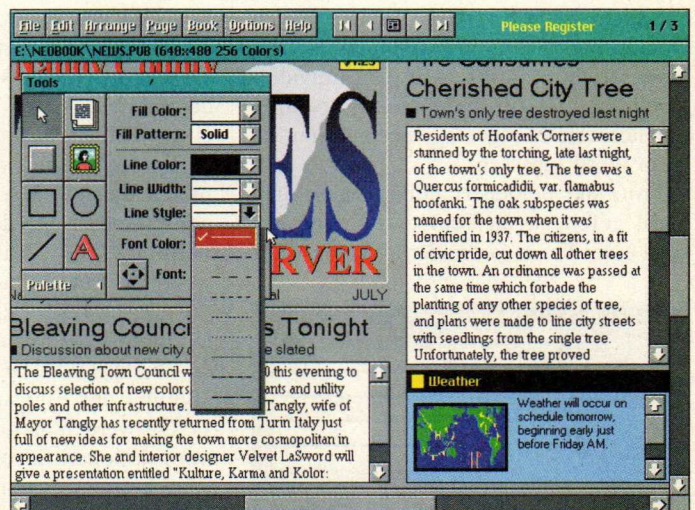 File Edit Arrange Page Book Options Help Please Register 1 / 3
E:\NEOBOOK\NEWS.PUB (640x480 256 Colors)
Tools
Fill Color:
Fill Pattern: Solid
Line Color:
Line Width:
Line Style:
Font Color:
Font:
Palette
Nanny County
$1.25
ES
RVER
JULY
Fire Consumes
Cherished City Tree
■ Town's only tree destroyed last night
Residents of Hoofank Corners were
stunned by the torching, late last night,
of the town's only tree. The tree was a
Quercus formicadidii, var. flamabus
hoofanki. The oak subspecies was
named for the town when it was
identified in 1937. The citizens, in a fit
of civic pride, cut down all other trees
in the town. An ordinance was passed at
the same time which forbade the
planting of any other species of tree,
and plans were made to line city streets
with seedlings from the single tree.
Unfortunately, the tree proved
Bleaving Counci s Tonight
■ Discussion about new city e slated
The Bleaving Town Council w 0 this evening to
discuss selection of new colors ants and utility
poles and other infrastructure. Tangly, wife of
Mayor Tangly has recently returned from Turin Italy just
full of new ideas for making the town more cosmopolitan in
appearance. She and interior designer Velvet LaSword will
give a presentation entitled "Kulture, Karma and Kolor:
Weather
Weather will occur on
schedule tomorrow,
beginning early just
before Friday AM.